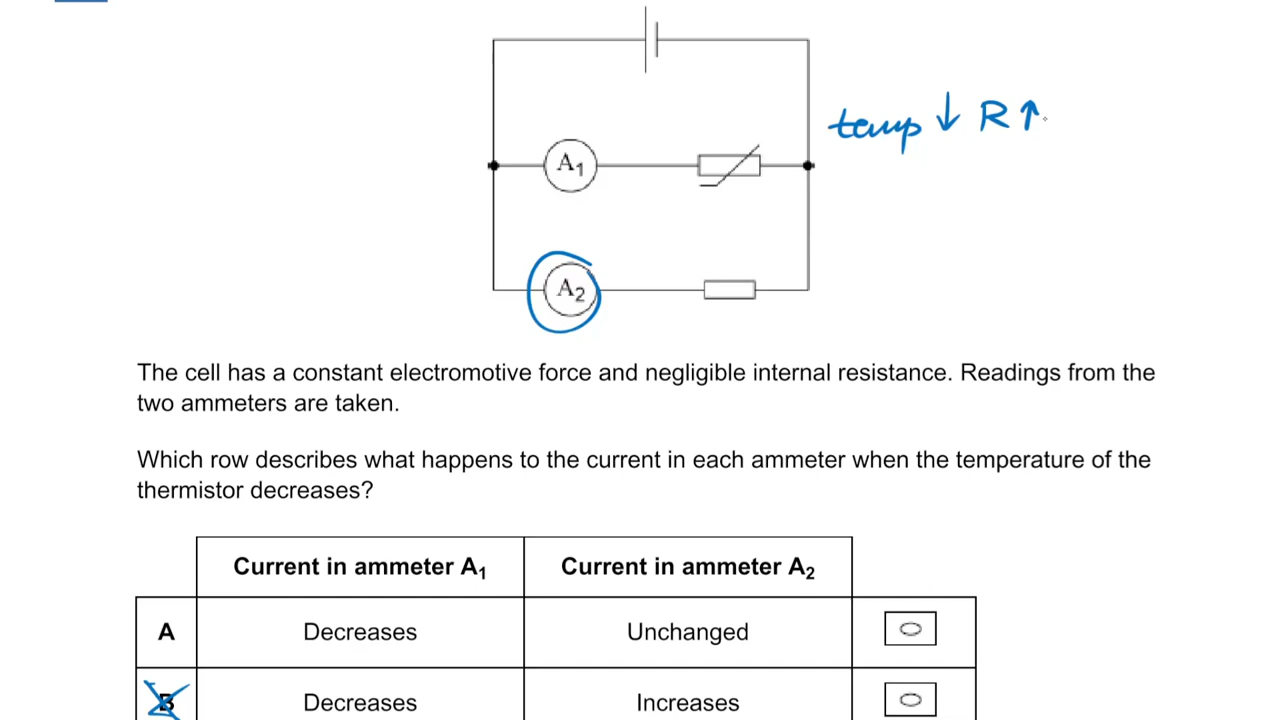 temp ↓ R ↑
A₁
A₂
The cell has a constant electromotive force and negligible internal resistance. Readings from the
two ammeters are taken.
Which row describes what happens to the current in each ammeter when the temperature of the
thermistor decreases?
Current in ammeter A₁ Current in ammeter A₂
A Decreases Unchanged
B Decreases Increases